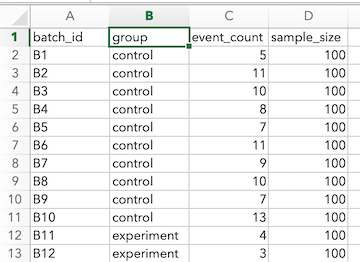 A B C D
1 batch_id group event_count sample_size
2 B1 control 5 100
3 B2 control 11 100
4 B3 control 10 100
5 B4 control 8 100
6 B5 control 7 100
7 B6 control 11 100
8 B7 control 9 100
9 B8 control 10 100
10 B9 control 7 100
11 B10 control 13 100
12 B11 experiment 4 100
13 B12 experiment 3 100